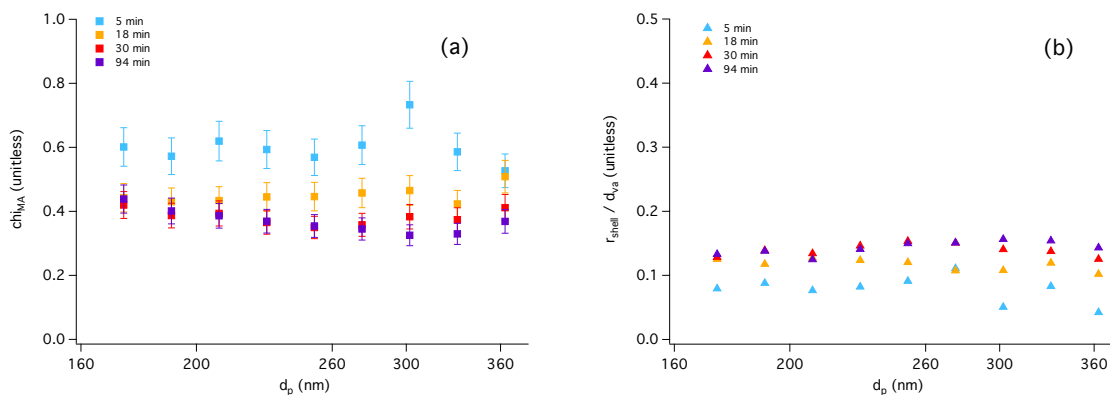 1.0
0.8
0.6
0.4
0.2
0.0
chi_MA (unitless)
5 min
18 min
30 min
94 min
(a)
160
200
260
300
360
d_p (nm)
0.5
0.4
0.3
0.2
0.1
0.0
r_shell / d_va (unitless)
5 min
18 min
30 min
94 min
(b)
160
200
260
300
360
d_p (nm)